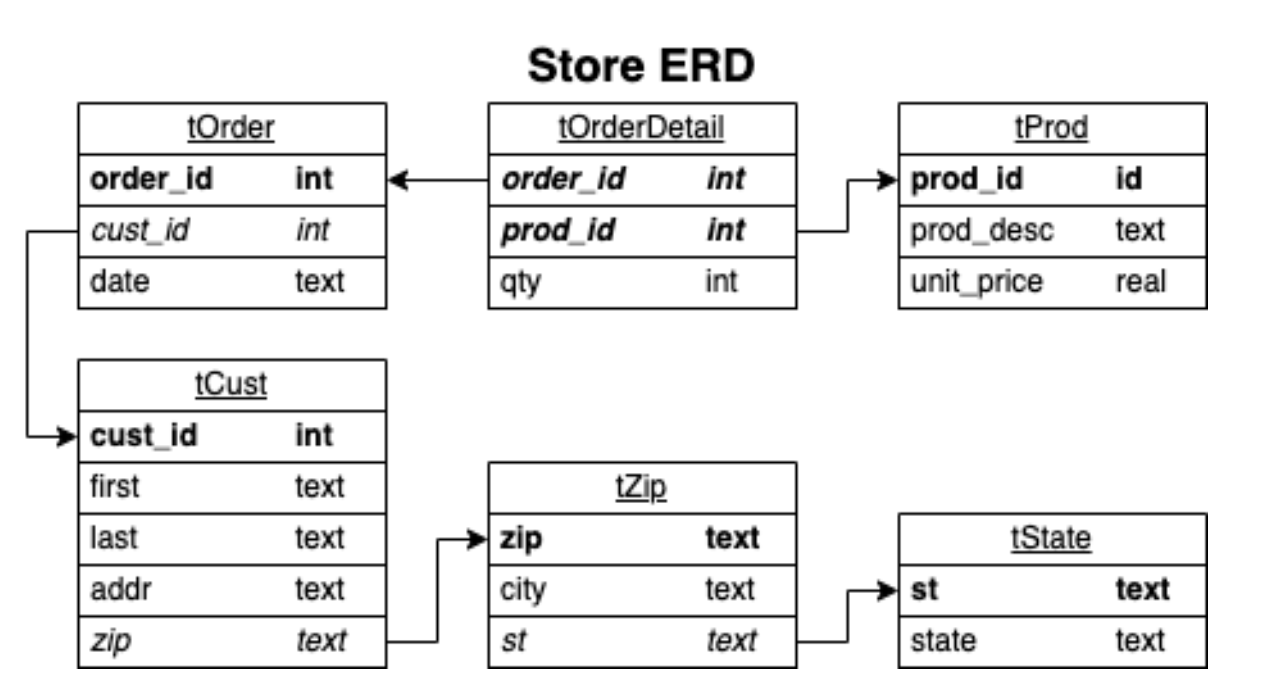 Store ERD
tOrder
order_id int
cust_id int
date text
tOrderDetail
order_id int
prod_id int
qty int
tProd
prod_id id
prod_desc text
unit_price real
tCust
cust_id int
first text
last text
addr text
zip text
tZip
zip text
city text
st text
tState
st text
state text